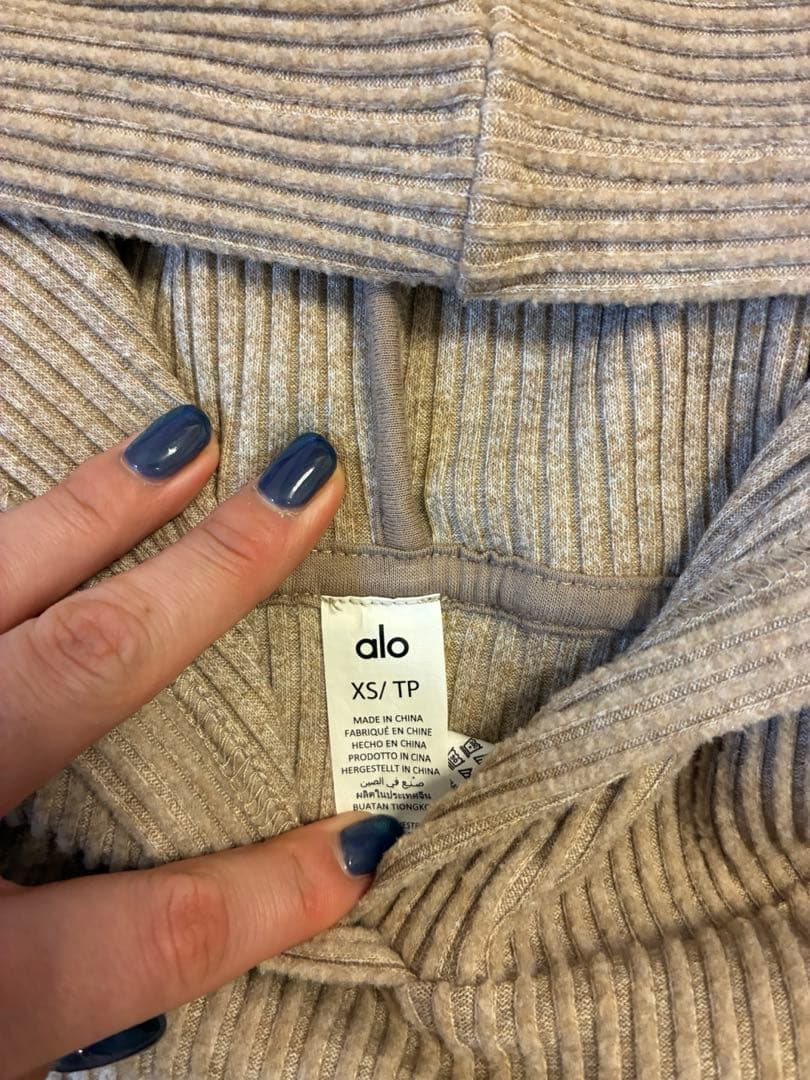 alo
XS/ TP
MADE IN CHINA
FABRIQUÉ EN CHINE
HECHO EN CHINA
PRODOTTO IN CINA
HERGESTELLT IN CHINA
صنع في الصين
ผลิตในประเทศจีน
BUATAN TIONGKO